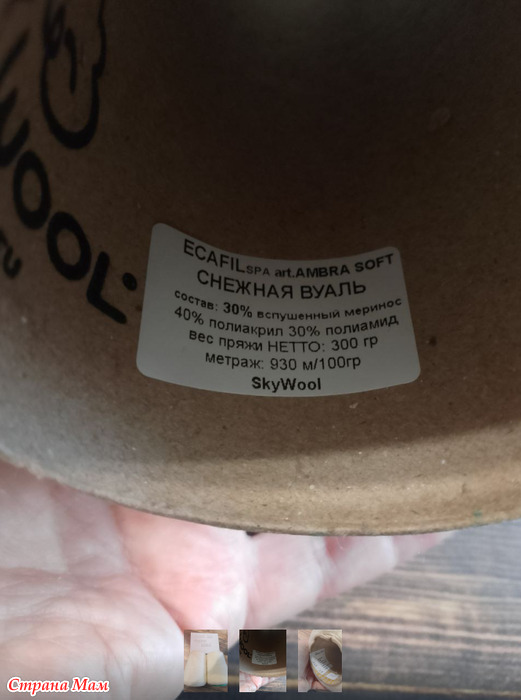 WOOL
ECAFILSPA art.AMBRA SOFT
СНЕЖНАЯ ВУАЛЬ
состав: 30% вспушенный меринос
40% полиакрил 30% полиамид
вес пряжи НЕТТО: 300 гр
метраж: 930 м/100гр
SkyWool
Страна Мам